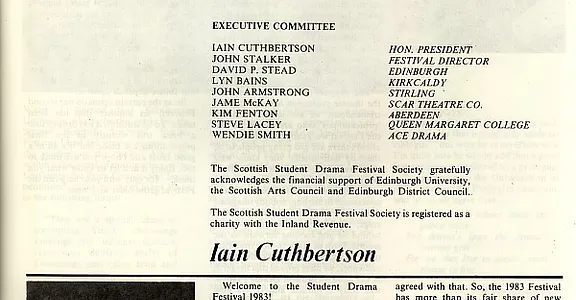 EXECUTIVE COMMITTEE
IAIN CUTHBERTSON HON. PRESIDENT
JOHN STALKER FESTIVAL DIRECTOR
DAVID P. STEAD EDINBURGH
LYN BAINS KIRKCALDY
JOHN ARMSTRONG STIRLING
JAME McKAY SCAR THEATRE CO.
KIM FENTON ABERDEEN
STEVE LACEY QUEEN MARGARET COLLEGE
WENDIE SMITH ACE DRAMA
The Scottish Student Drama Festival Society gratefully
acknowledges the financial support of Edinburgh University,
the Scottish Arts Council and Edinburgh District Council..
The Scottish Student Drama Festival Society is registered as a
charity with the Inland Revenue.
Iain Cuthbertson
Welcome to the Student Drama
Festival 1983!
agreed with that. So, the 1983 Festival
has more than its fair share of new